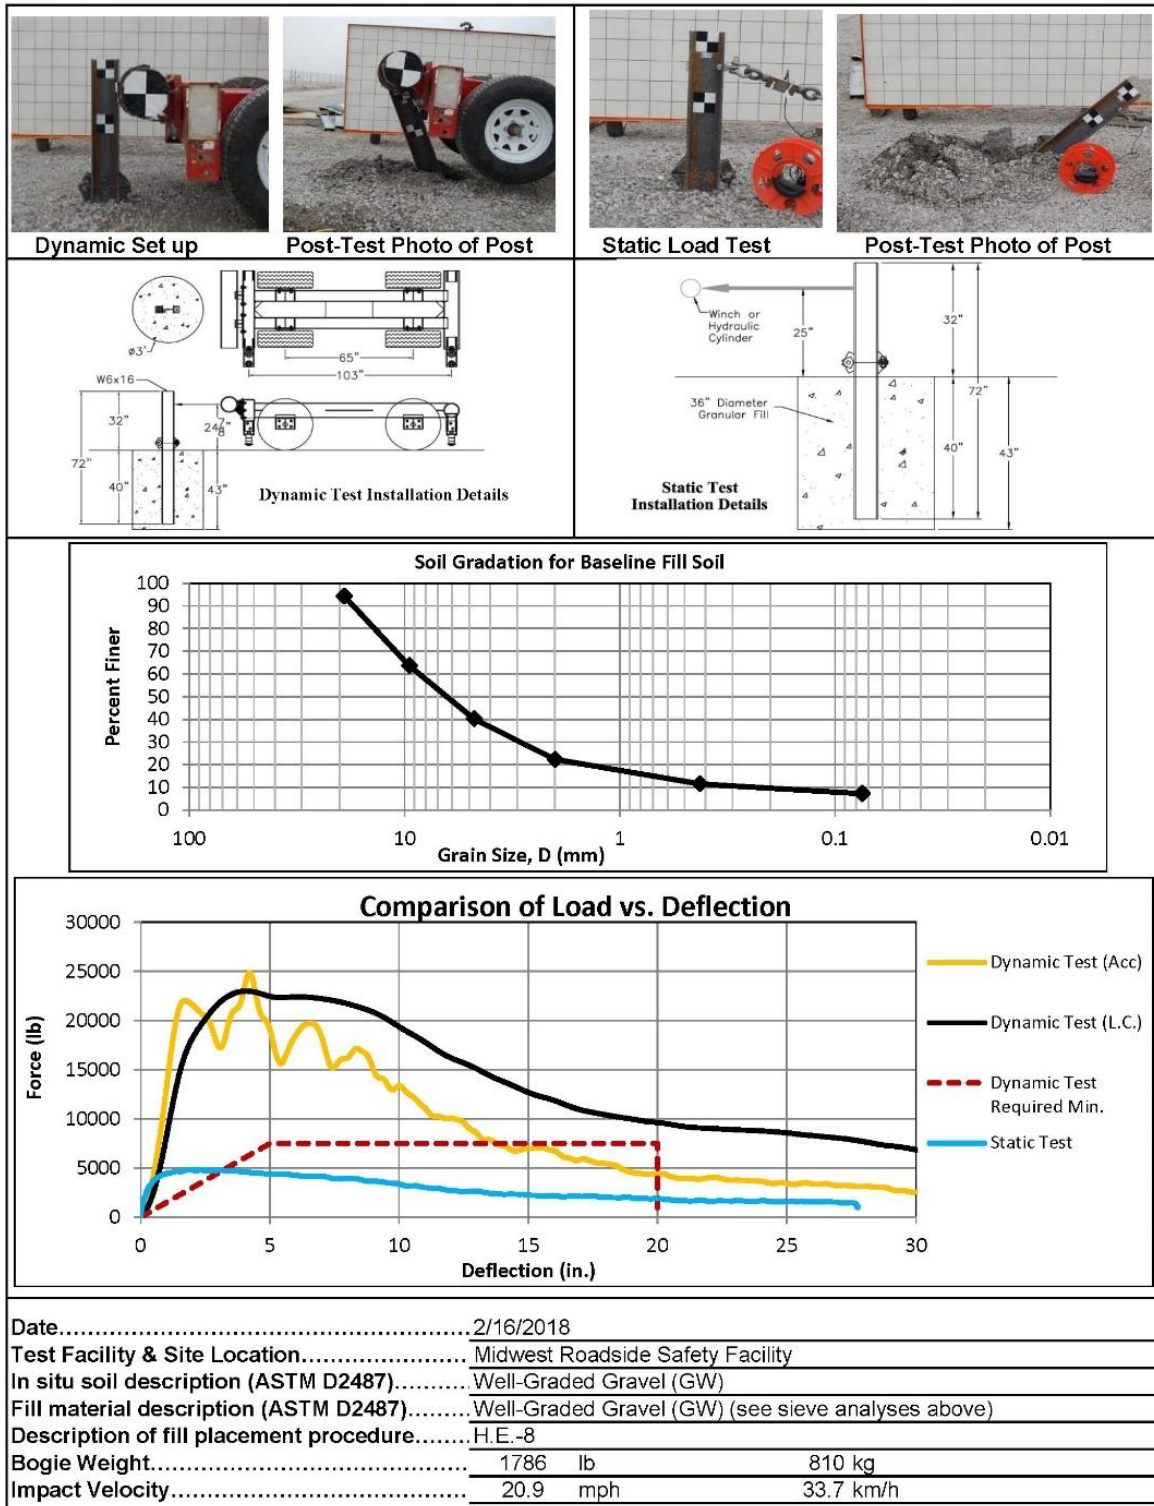 Dynamic Set up
Post-Test Photo of Post
Static Load Test
Post-Test Photo of Post
ø3'
65"
103"
W6x16
32"
24 7/8"
72"
40"
43"
Dynamic Test Installation Details
Winch or
Hydraulic
Cylinder
25"
32"
36" Diameter
Granular Fill
72"
40"
43"
Static Test
Installation Details
Soil Gradation for Baseline Fill Soil
Percent Finer
100
90
80
70
60
50
40
30
20
10
0
100
10
1
0.1
0.01
Grain Size, D (mm)
Comparison of Load vs. Deflection
Force (lb)
30000
25000
20000
15000
10000
5000
0
0
5
10
15
20
25
30
Deflection (in.)
Dynamic Test (Acc)
Dynamic Test (L.C.)
Dynamic Test
Required Min.
Static Test
Date.................................................. 2/16/2018
Test Facility & Site Location.................... Midwest Roadside Safety Facility
In situ soil description (ASTM D2487)........ Well-Graded Gravel (GW)
Fill material description (ASTM D2487)....... Well-Graded Gravel (GW) (see sieve analyses above)
Description of fill placement procedure....... H.E.-8
Bogie Weight....................................... 1786 lb 810 kg
Impact Velocity.................................... 20.9 mph 33.7 km/h